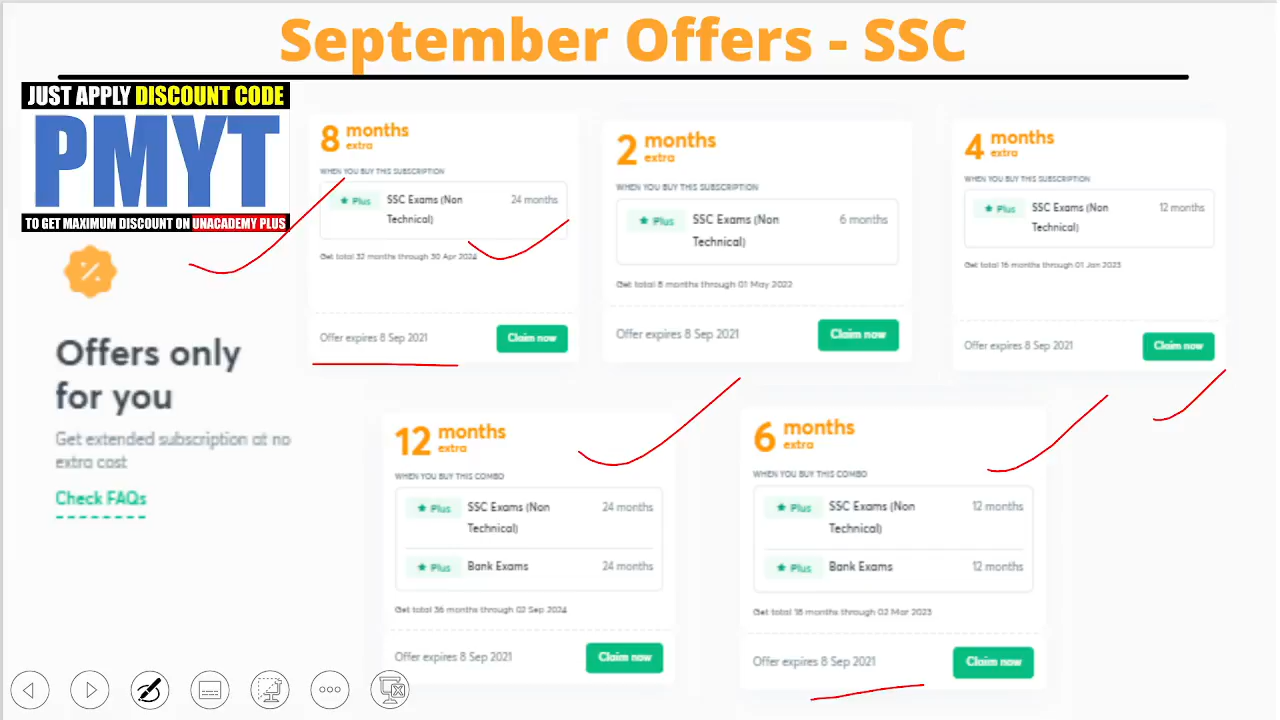 September Offers - SSC
JUST APPLY DISCOUNT CODE
PMYT
TO GET MAXIMUM DISCOUNT ON UNACADEMY PLUS
%
Offers only
for you
Get extended subscription at no
extra cost
Check FAQs
8 months
extra
WHEN YOU BUY THIS SUBSCRIPTION
Plus SSC Exams (Non 24 months
Technical)
Get total 32 months through 30 Apr 2024
Offer expires 8 Sep 2021 Claim now
2 months
extra
WHEN YOU BUY THIS SUBSCRIPTION
Plus SSC Exams (Non 6 months
Technical)
Get total 8 months through 01 May 2022
Offer expires 8 Sep 2021 Claim now
4 months
extra
WHEN YOU BUY THIS SUBSCRIPTION
Plus SSC Exams (Non 12 months
Technical)
Get total 16 months through 01 Jan 2023
Offer expires 8 Sep 2021 Claim now
12 months
extra
WHEN YOU BUY THIS COMBO
Plus SSC Exams (Non 24 months
Technical)
Plus Bank Exams 24 months
Get total 36 months through 02 Sep 2024
Offer expires 8 Sep 2021 Claim now
6 months
extra
WHEN YOU BUY THIS COMBO
Plus SSC Exams (Non 12 months
Technical)
Plus Bank Exams 12 months
Get total 18 months through 02 Mar 2023
Offer expires 8 Sep 2021 Claim now